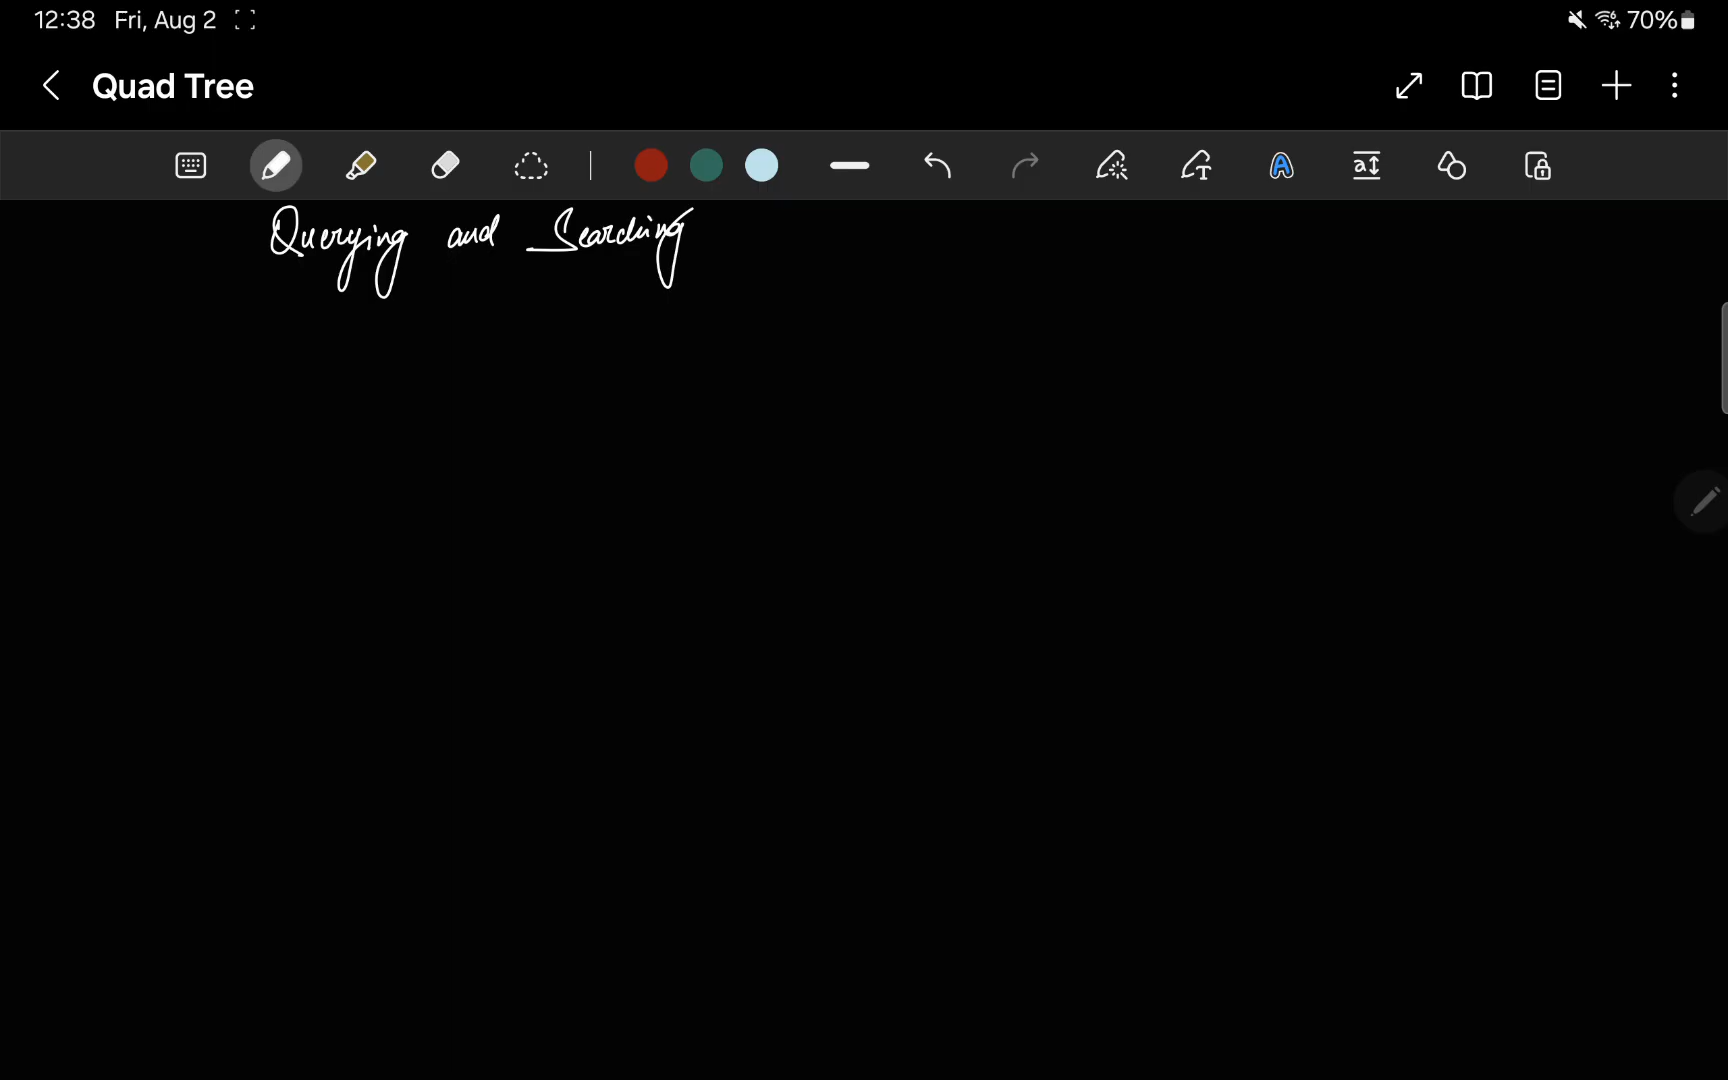 12:38 Fri, Aug 2 70%
Quad Tree
A a
T
Querying and Searching